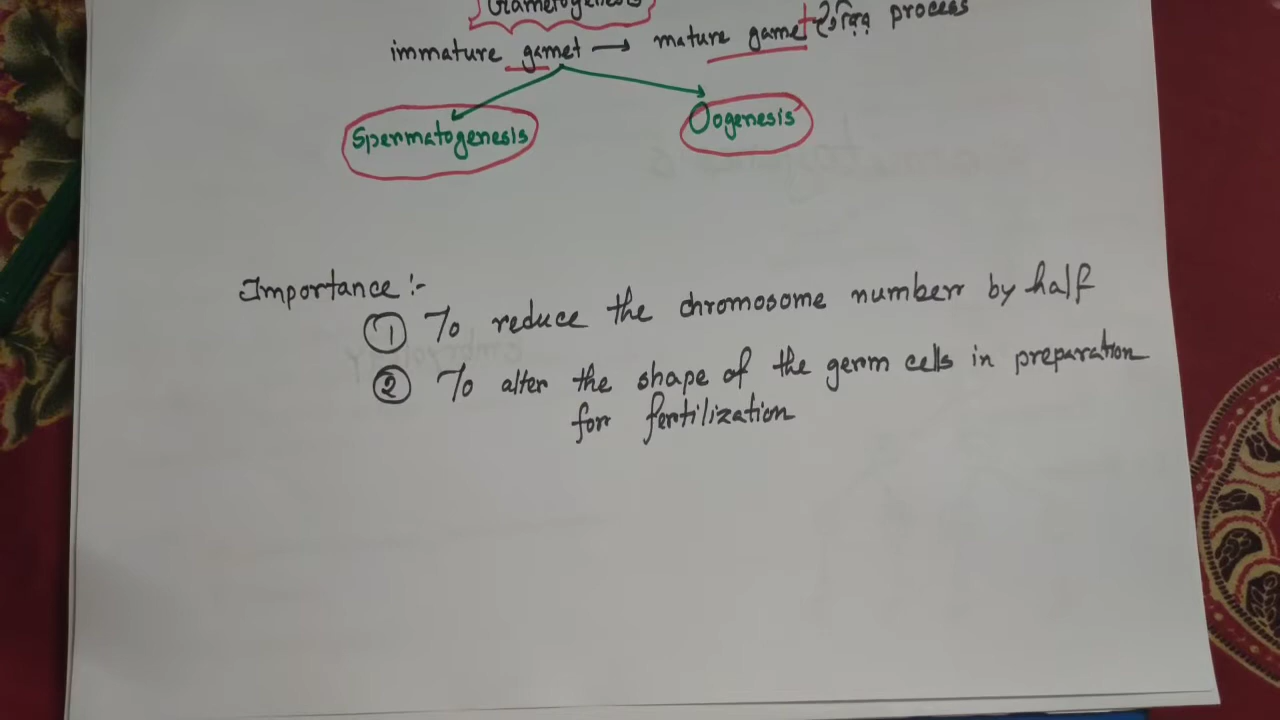 Gametogenesis
immature gamet → mature gamet তৈরির process
Spermatogenesis
Oogenesis
Importance :-
① To reduce the chromosome number by half
② To alter the shape of the germ cells in preparation
for fertilization